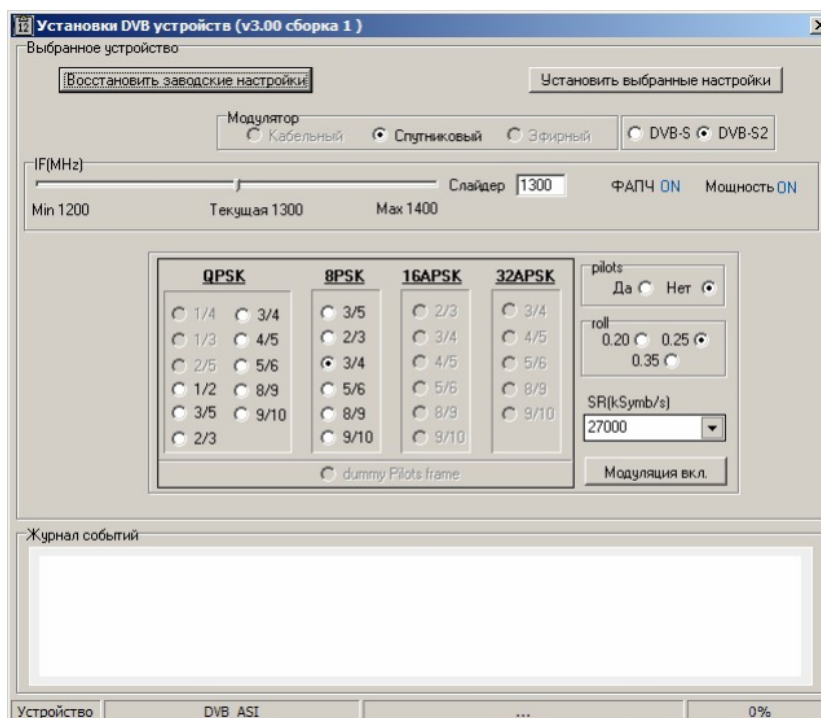 Установки DVB устройств (v3.00 сборка 1 )
Выбранное устройство
Восстановить заводские настройки
Установить выбранные настройки
Модулятор
Кабельный Спутниковый Эфирный DVB-S DVB-S2
IF(MHz)
Слайдер 1300 ФАПЧ ON Мощность ON
Min 1200 Текущая 1300 Max 1400
QPSK 8PSK 16APSK 32APSK
1/4 3/4 3/5 2/3 3/4
1/3 4/5 2/3 3/4 4/5
2/5 5/6 3/4 4/5 5/6
1/2 8/9 5/6 5/6 8/9
3/5 9/10 8/9 8/9 9/10
2/3 9/10 9/10
dummy Pilots frame
pilots
Да Нет
roll
0.20 0.25
0.35
SR(kSymb/s)
27000
Модуляция вкл.
Журнал событий
Устройство DVB ASI ... 0%